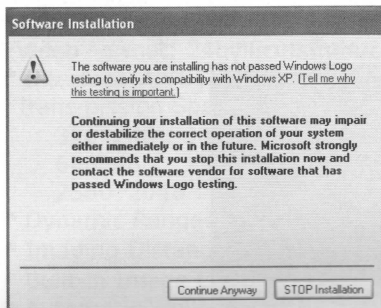 Software Installation
The software you are installing has not passed Windows Logo
testing to verify its compatibility with Windows XP. (Tell me why
this testing is important.)
Continuing your installation of this software may impair
or destabilize the correct operation of your system
either immediately or in the future. Microsoft strongly
recommends that you stop this installation now and
contact the software vendor for software that has
passed Windows Logo testing.
Continue Anyway STOP Installation